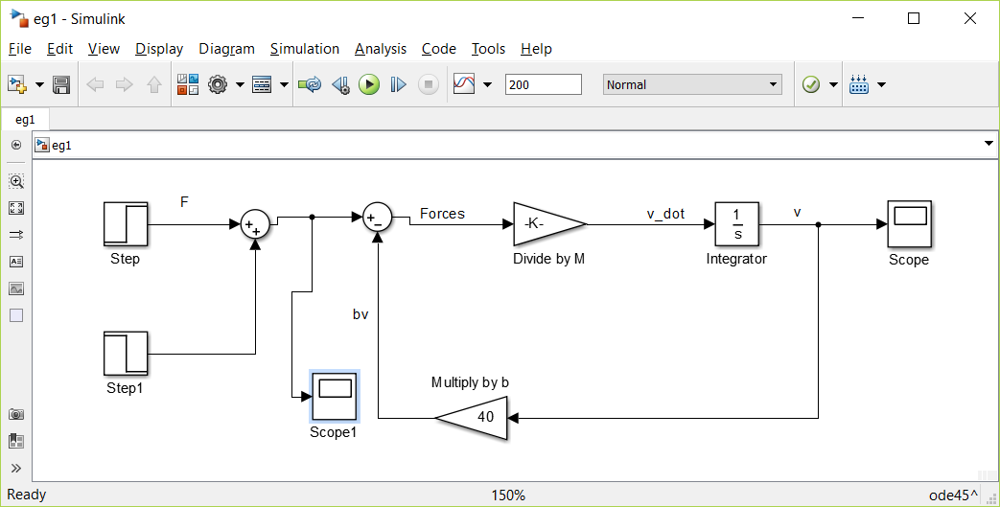 eg1 - Simulink
File Edit View Display Diagram Simulation Analysis Code Tools Help
200 Normal
eg1
eg1
F
Forces
v_dot
v
+
+
+
−
-K-
1
s
Step
Divide by M
Integrator
Scope
bv
Multiply by b
40
Step1
Scope1
Ready 150% ode45^